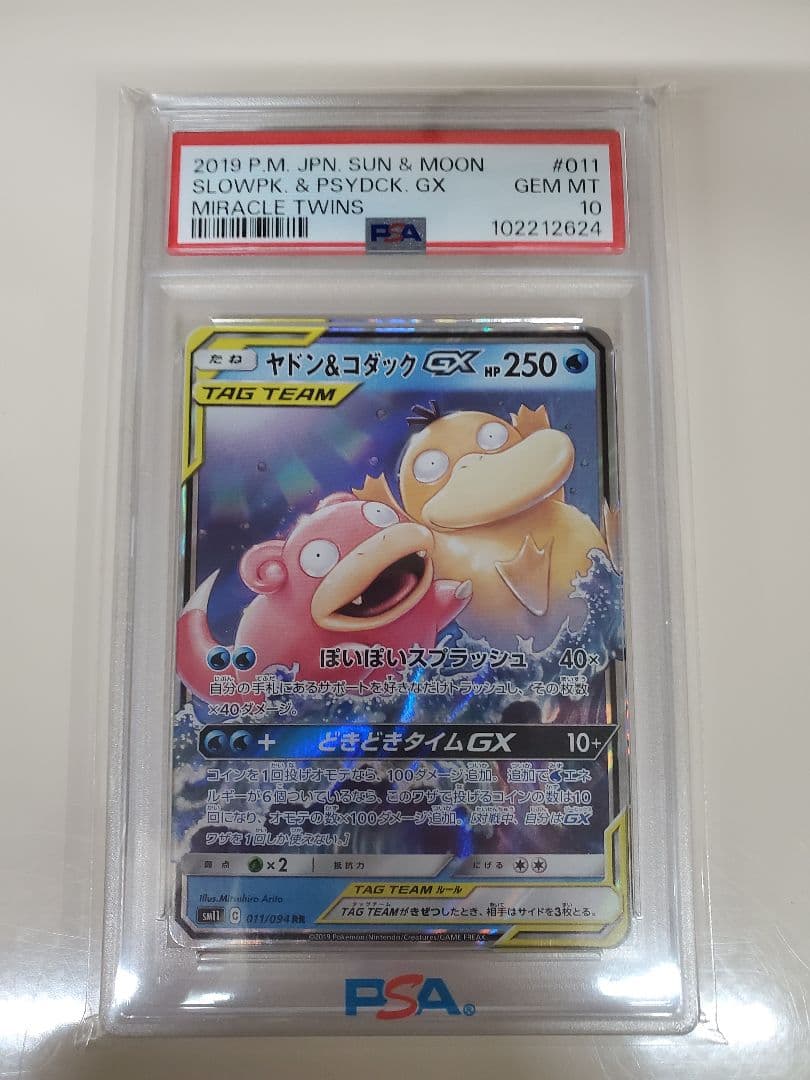 2019 P.M. JPN. SUN & MOON #011
SLOWPK. & PSYDCK. GX GEM MT
MIRACLE TWINS 10
PSA 102212624
たね ヤドン&コダックGX HP 250
TAG TEAM
ぽいぽいスプラッシュ 40×
自分の手札にあるサポートを好きなだけトラッシュし、その枚数
×40ダメージ。
+ どきどきタイムGX 10+
コインを1回投げオモテなら、100ダメージ追加。追加で エネ
ルギーが6個ついているなら、このワザで投げるコインの数は10
回になり、オモテの数×100ダメージ追加。[対戦中、自分はGX
ワザを1回しか使えない。]
弱点 ×2 抵抗力 にげる
Illus.Mitsuhiro Arita
TAG TEAM ルール
sm11 C 011/094 RR
TAG TEAMがきぜつしたとき、相手はサイドを3枚とる。
©2019 Pokémon/Nintendo/Creatures/GAME FREAK
PSA®